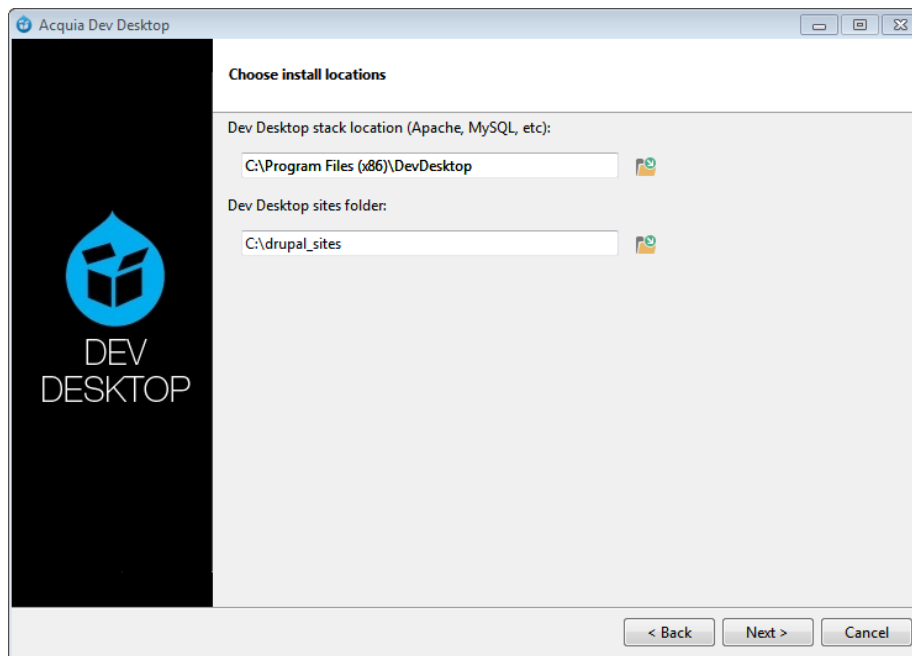 Acquia Dev Desktop
Choose install locations
Dev Desktop stack location (Apache, MySQL, etc):
C:\Program Files (x86)\DevDesktop
Dev Desktop sites folder:
C:\drupal_sites
DEV
DESKTOP
< Back Next > Cancel